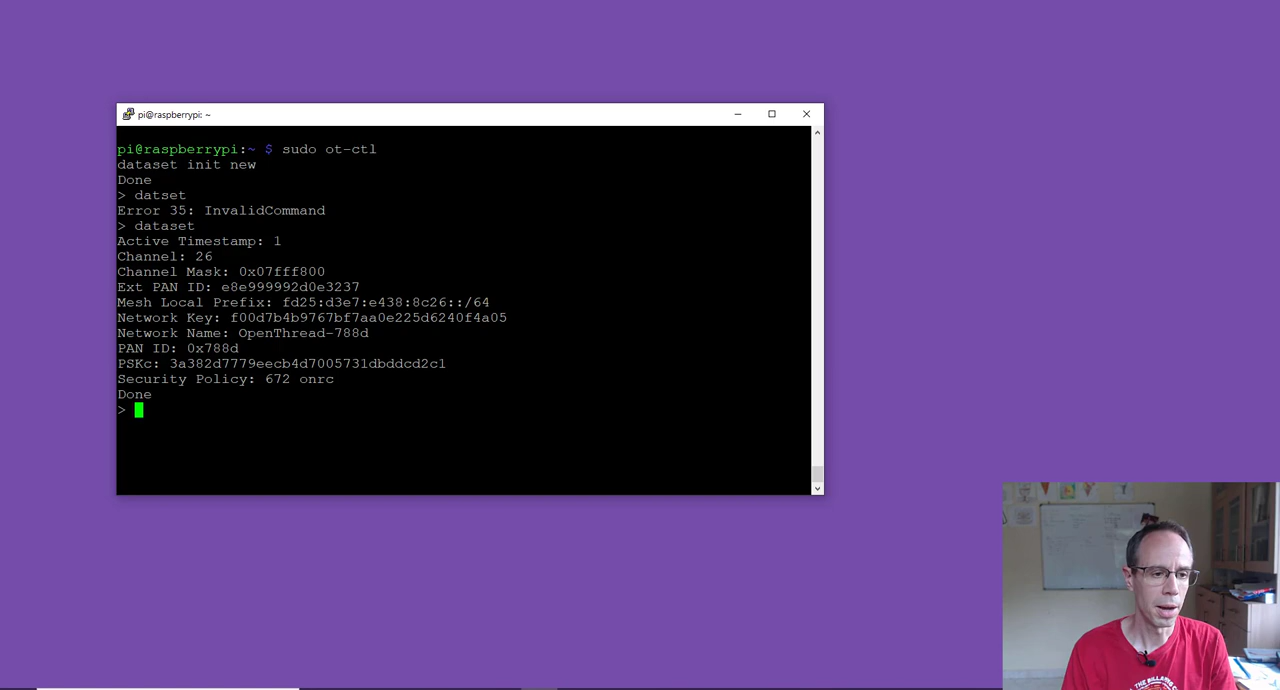 pi@raspberrypi: ~
pi@raspberrypi:~ $ sudo ot-ctl
dataset init new
Done
> datset
Error 35: InvalidCommand
> dataset
Active Timestamp: 1
Channel: 26
Channel Mask: 0x07fff800
Ext PAN ID: e8e999992d0e3237
Mesh Local Prefix: fd25:d3e7:e438:8c26::/64
Network Key: f00d7b4b9767bf7aa0e225d6240f4a05
Network Name: OpenThread-788d
PAN ID: 0x788d
PSKc: 3a382d7779eecb4d7005731dbddcd2c1
Security Policy: 672 onrc
Done
>